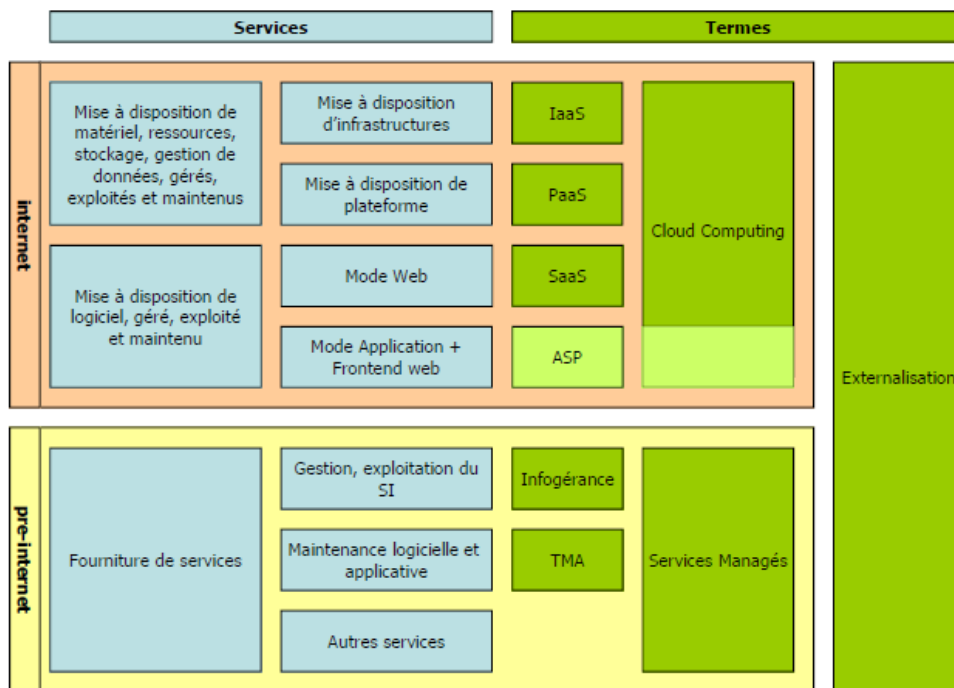 Services
Termes
internet
Mise à disposition de
matériel, ressources,
stockage, gestion de
données, gérés,
exploités et maintenus
Mise à disposition
d'infrastructures
IaaS
Mise à disposition de
plateforme
PaaS
Cloud Computing
Mise à disposition de
logiciel, géré, exploité
et maintenu
Mode Web
SaaS
Mode Application +
Frontend web
ASP
Externalisation
pre-internet
Fourniture de services
Gestion, exploitation du
SI
Infogérance
Maintenance logicielle et
applicative
TMA
Services Managés
Autres services